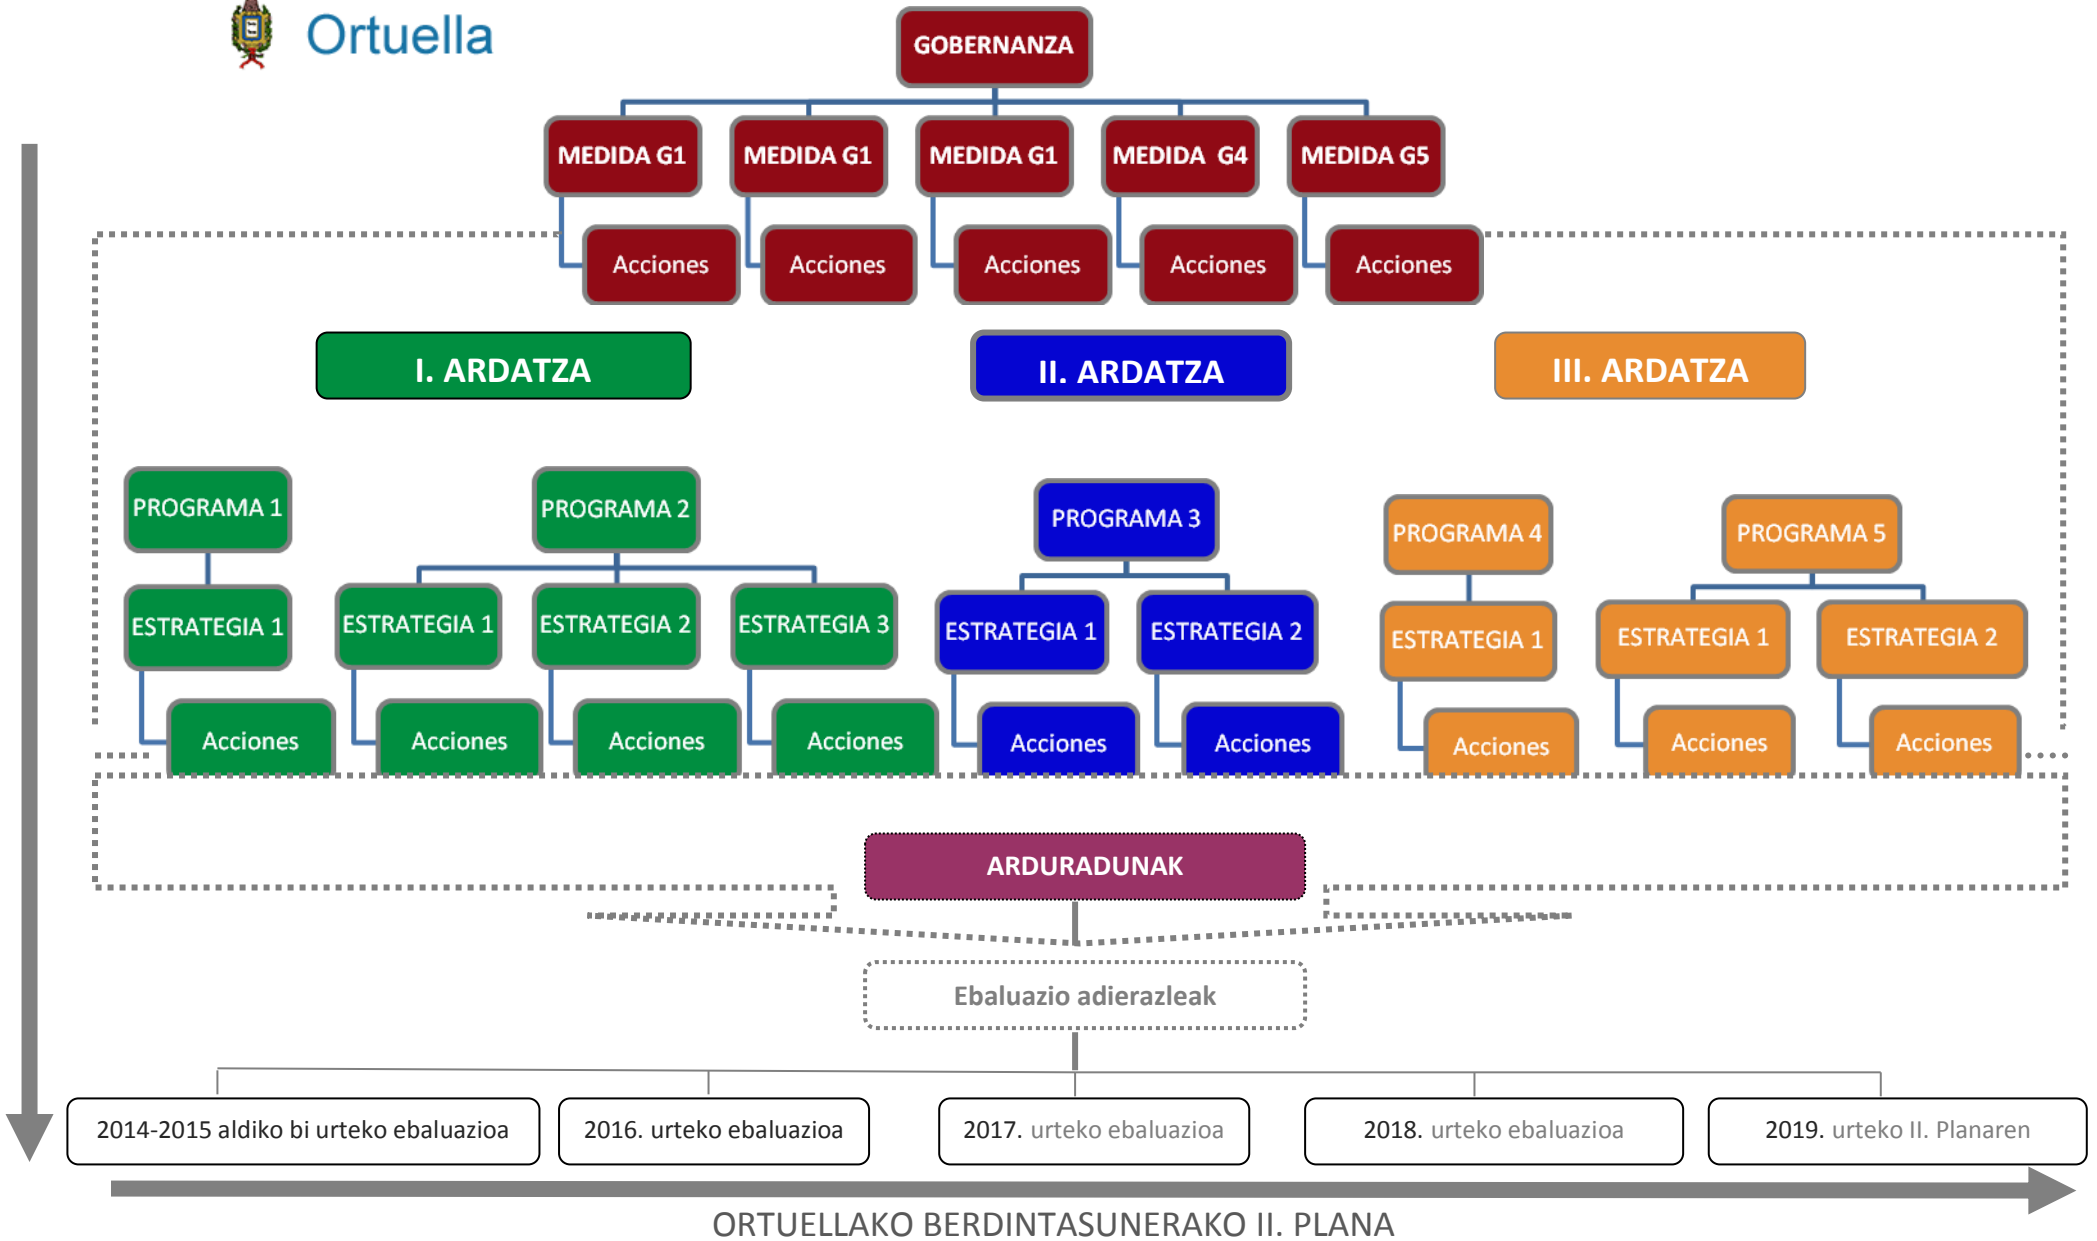 Ortuella
GOBERNANZA
MEDIDA G1
MEDIDA G1
MEDIDA G1
MEDIDA G4
MEDIDA G5
Acciones
Acciones
Acciones
Acciones
Acciones
I. ARDATZA
II. ARDATZA
III. ARDATZA
PROGRAMA 1
PROGRAMA 2
PROGRAMA 3
PROGRAMA 4
PROGRAMA 5
ESTRATEGIA 1
ESTRATEGIA 1
ESTRATEGIA 2
ESTRATEGIA 3
ESTRATEGIA 1
ESTRATEGIA 2
ESTRATEGIA 1
ESTRATEGIA 1
ESTRATEGIA 2
Acciones
Acciones
Acciones
Acciones
Acciones
Acciones
Acciones
Acciones
Acciones
ARDURADUNAK
Ebaluazio adierazleak
2014-2015 aldiko bi urteko ebaluazioa
2016. urteko ebaluazioa
2017. urteko ebaluazioa
2018. urteko ebaluazioa
2019. urteko II. Planaren
ORTUELLAKO BERDINTASUNERAKO II. PLANA